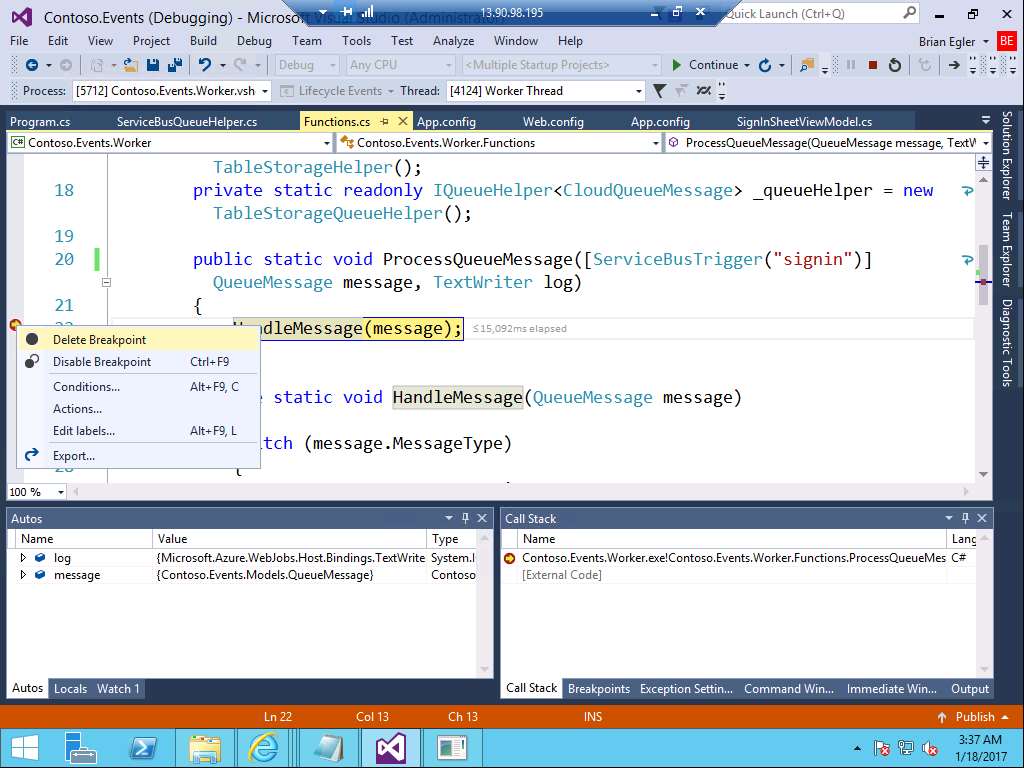 Contoso.Events (Debugging) - Microsoft Visual Studio (Administrator)
13.90.98.195
Quick Launch (Ctrl+Q)
File Edit View Project Build Debug Team Tools Test Analyze Window Help
Brian Egler BE
Debug Any CPU <Multiple Startup Projects> Continue
Process: [5712] Contoso.Events.Worker.vsh Lifecycle Events Thread: [4124] Worker Thread
Program.cs ServiceBusQueueHelper.cs Functions.cs App.config Web.config App.config SignInSheetViewModel.cs
C# Contoso.Events.Worker Contoso.Events.Worker.Functions ProcessQueueMessage(QueueMessage message, TextW
TableStorageHelper();
18 private static readonly IQueueHelper<CloudQueueMessage> _queueHelper = new
TableStorageQueueHelper();
19
20 public static void ProcessQueueMessage([ServiceBusTrigger("signin")]
QueueMessage message, TextWriter log)
21 {
ndleMessage(message); ≤15,092ms elapsed
Delete Breakpoint
Disable Breakpoint Ctrl+F9
Conditions... Alt+F9, C
Actions...
Edit labels... Alt+F9, L
Export...
static void HandleMessage(QueueMessage message)
tch (message.MessageType)
{
100 %
Solution Explorer
Team Explorer
Diagnostic Tools
Autos
Name Value Type
log {Microsoft.Azure.WebJobs.Host.Bindings.TextWrite System.I
message {Contoso.Events.Models.QueueMessage} Contoso
Autos Locals Watch 1
Call Stack
Name Lang
Contoso.Events.Worker.exe!Contoso.Events.Worker.Functions.ProcessQueueMes C#
[External Code]
Call Stack Breakpoints Exception Settin... Command Win... Immediate Win... Output
Ln 22 Col 13 Ch 13 INS Publish
3:37 AM
1/18/2017